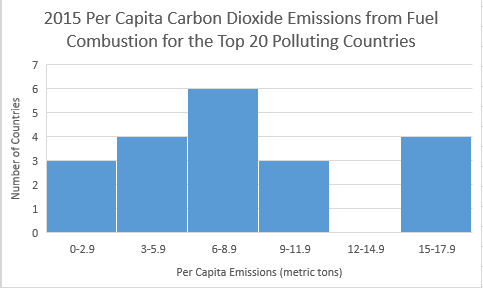 2015 Per Capita Carbon Dioxide Emissions from Fuel
Combustion for the Top 20 Polluting Countries
7
6
5
4
3
2
1
0
Number of Countries
0-2.9 3-5.9 6-8.9 9-11.9 12-14.9 15-17.9
Per Capita Emissions (metric tons)